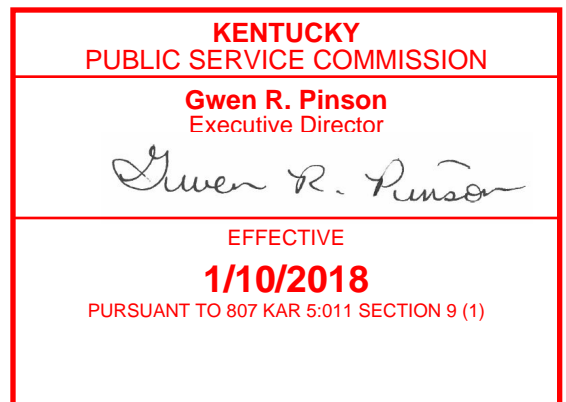 KENTUCKY
PUBLIC SERVICE COMMISSION
Gwen R. Pinson
Executive Director
Gwen R. Pinson
EFFECTIVE
1/10/2018
PURSUANT TO 807 KAR 5:011 SECTION 9 (1)